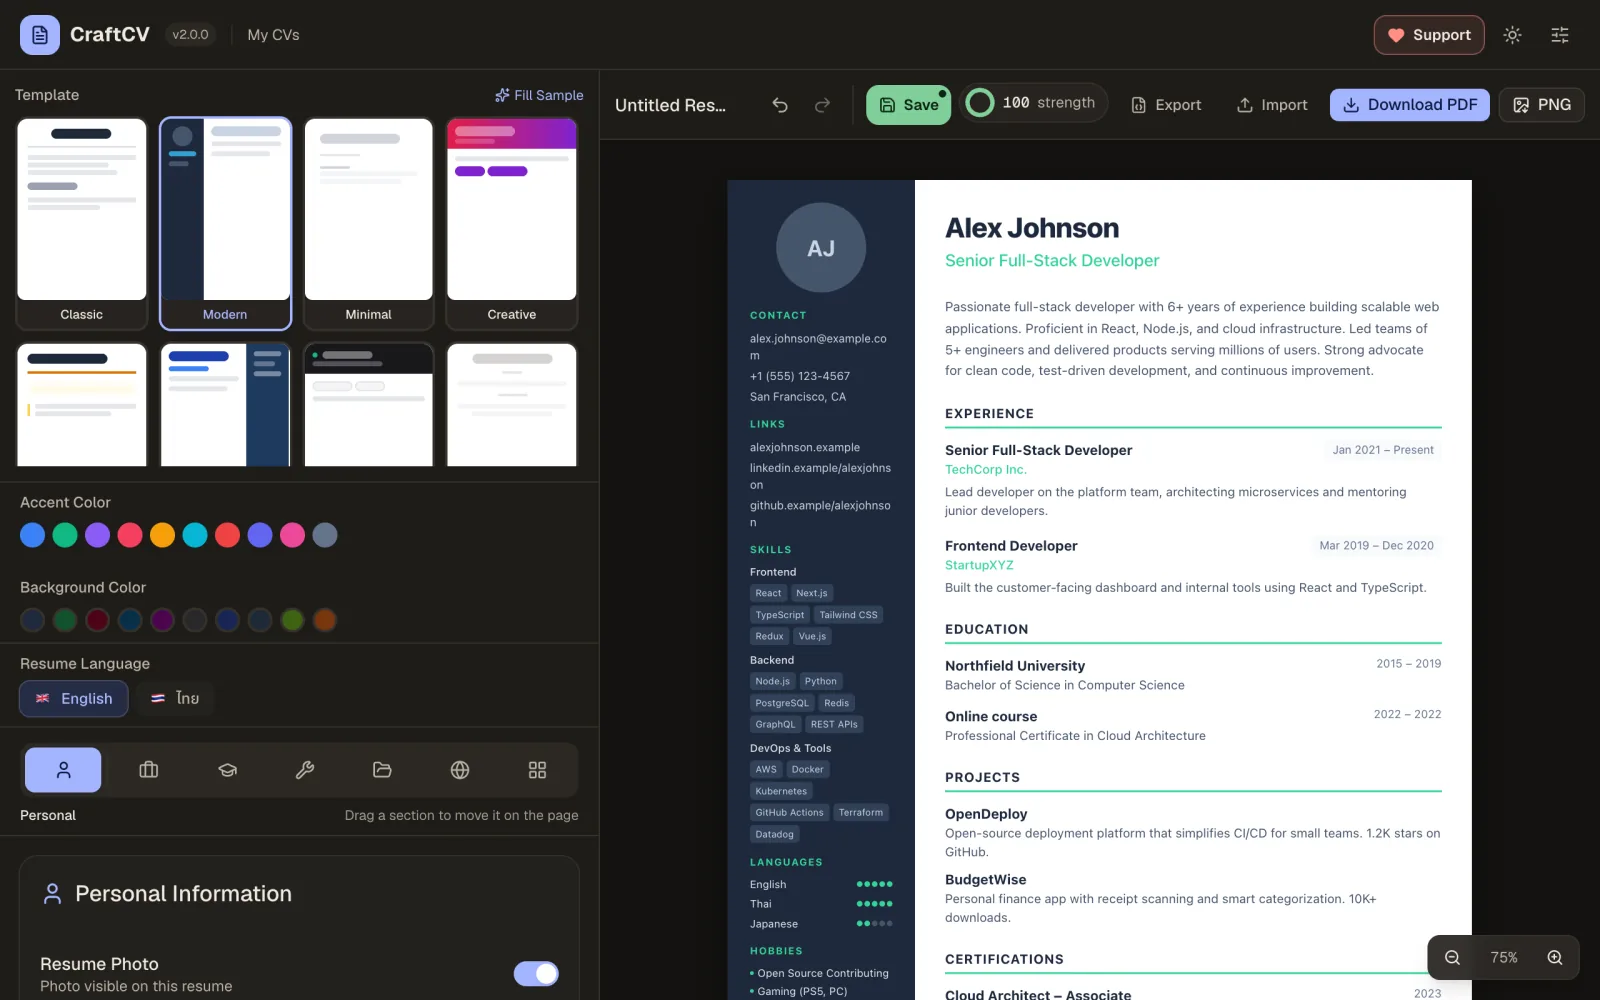 CraftCV
v2.0.0
My CVs
Support
Template
Fill Sample
Classic
Modern
Minimal
Creative
Accent Color
Background Color
Resume Language
English
ไทย
Personal
Drag a section to move it on the page
Personal Information
Resume Photo
Photo visible on this resume
Untitled Res...
Save
100 strength
Export
Import
Download PDF
PNG
AJ
CONTACT
alex.johnson@example.co
m
+1 (555) 123-4567
San Francisco, CA
LINKS
alexjohnson.example
linkedin.example/alexjohns
on
github.example/alexjohnso
n
SKILLS
Frontend
React Next.js
TypeScript Tailwind CSS
Redux Vue.js
Backend
Node.js Python
PostgreSQL Redis
GraphQL REST APIs
DevOps & Tools
AWS Docker
Kubernetes
GitHub Actions Terraform
Datadog
LANGUAGES
English
Thai
Japanese
HOBBIES
• Open Source Contributing
• Gaming (PS5, PC)
Alex Johnson
Senior Full-Stack Developer
Passionate full-stack developer with 6+ years of experience building scalable web
applications. Proficient in React, Node.js, and cloud infrastructure. Led teams of
5+ engineers and delivered products serving millions of users. Strong advocate
for clean code, test-driven development, and continuous improvement.
EXPERIENCE
Senior Full-Stack Developer
Jan 2021 – Present
TechCorp Inc.
Lead developer on the platform team, architecting microservices and mentoring
junior developers.
Frontend Developer
Mar 2019 – Dec 2020
StartupXYZ
Built the customer-facing dashboard and internal tools using React and TypeScript.
EDUCATION
Northfield University
2015 – 2019
Bachelor of Science in Computer Science
Online course
2022 – 2022
Professional Certificate in Cloud Architecture
PROJECTS
OpenDeploy
Open-source deployment platform that simplifies CI/CD for small teams. 1.2K stars on
GitHub.
BudgetWise
Personal finance app with receipt scanning and smart categorization. 10K+
downloads.
CERTIFICATIONS
Cloud Architect – Associate
2023
75%